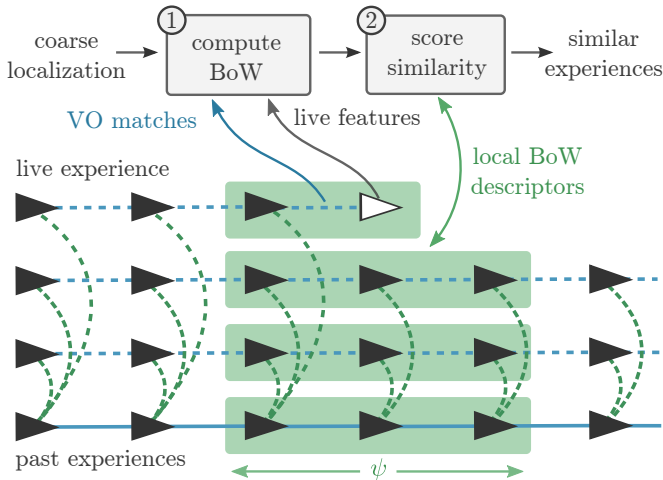 1
2
coarse
localization
compute
BoW
score
similarity
similar
experiences
VO matches
live features
live experience
local BoW
descriptors
past experiences
ψ